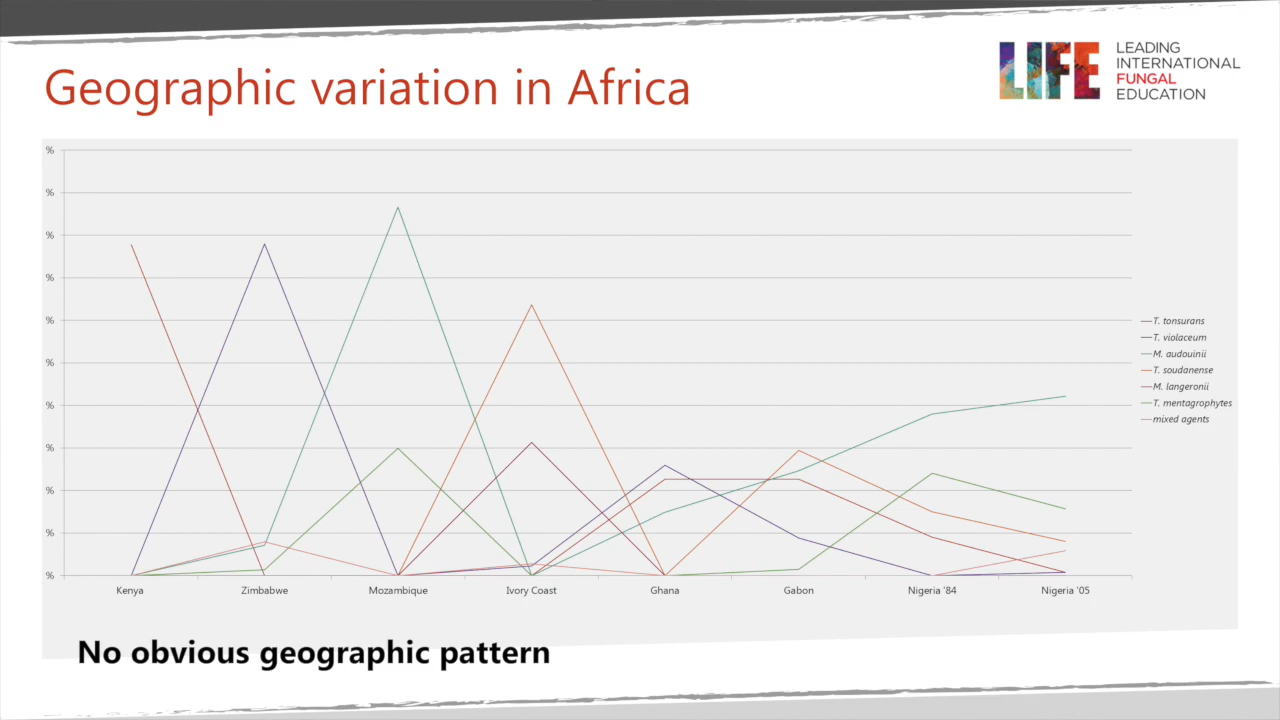 Geographic variation in Africa
LIFE
LEADING
INTERNATIONAL
FUNGAL
EDUCATION
%
%
%
%
%
%
%
%
%
%
%
Kenya
Zimbabwe
Mozambique
Ivory Coast
Ghana
Gabon
Nigeria '84
Nigeria '05
T. tonsurans
T. violaceum
M. audouinii
T. soudanense
M. langeronii
T. mentagrophytes
mixed agents
No obvious geographic pattern